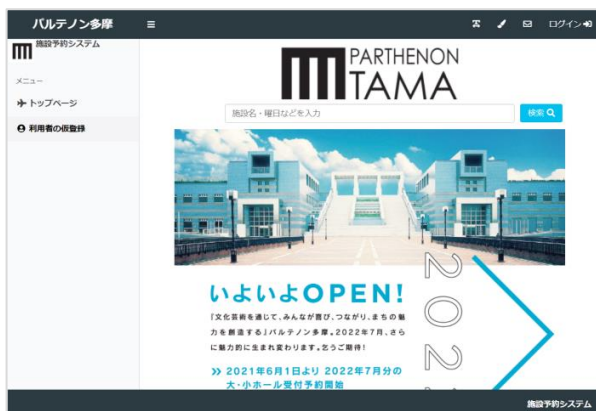 パルテノン多摩
ログイン
施設予約システム
メニュー
トップページ
利用者の仮登録
PARTHENON
TAMA
施設名・曜日などを入力
検索
いよいよOPEN!
「文化芸術を通じて、みんなが喜び、つながり、まちの魅
力を創造する」パルテノン多摩。2022年7月、さら
に魅力的に生まれ変わります。乞うご期待!
2021年6月1日より 2022年7月分の
大・小ホール受付予約開始
202
施設予約システム